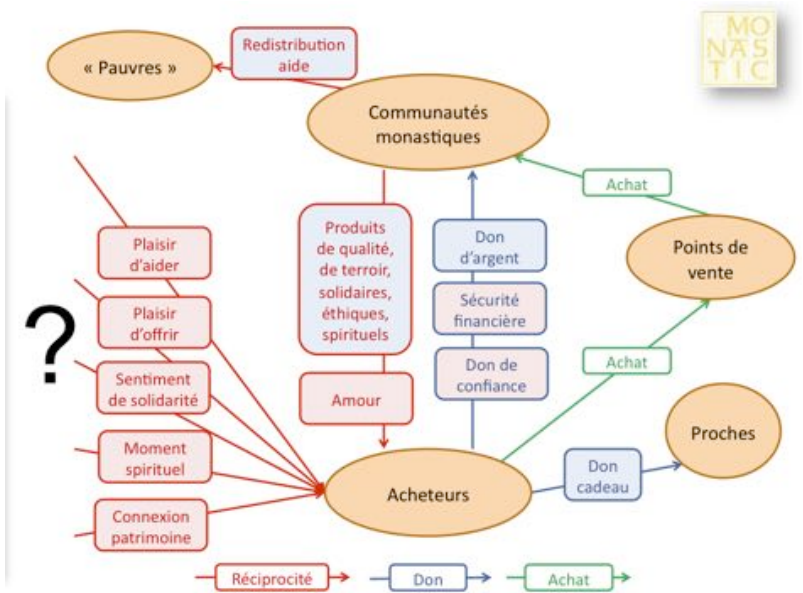 MO
NAS
TIC
Redistribution
aide
« Pauvres »
Communautés
monastiques
Achat
Produits
de qualité,
de terroir,
solidaires,
éthiques,
spirituels
Don
d'argent
Points de
vente
Plaisir
d'aider
Plaisir
d'offrir
Sécurité
financière
?
Sentiment
de solidarité
Don de
confiance
Achat
Amour
Proches
Moment
spirituel
Acheteurs
Don
cadeau
Connexion
patrimoine
Réciprocité
Don
Achat